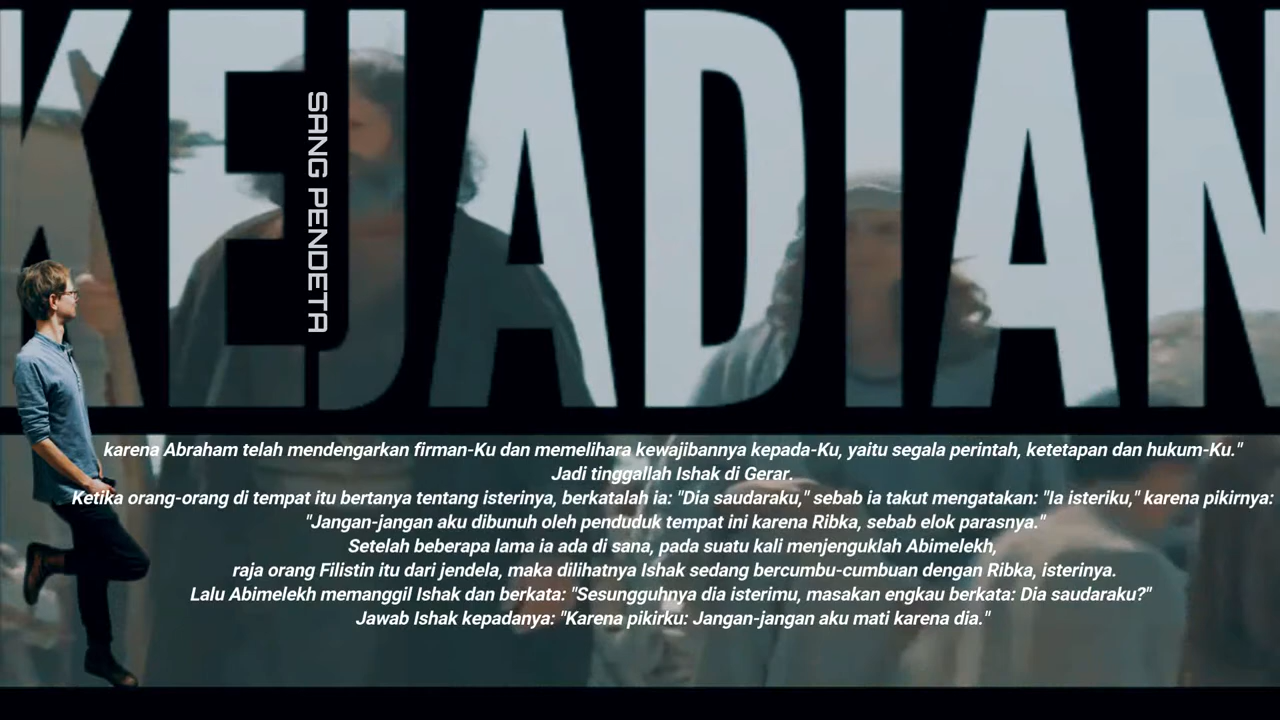 KEJADIAN
SANG PENDETA
karena Abraham telah mendengarkan firman-Ku dan memelihara kewajibannya kepada-Ku, yaitu segala perintah, ketetapan dan hukum-Ku."
Jadi tinggallah Ishak di Gerar.
Ketika orang-orang di tempat itu bertanya tentang isterinya, berkatalah ia: "Dia saudaraku," sebab ia takut mengatakan: "Ia isteriku," karena pikirnya:
"Jangan-jangan aku dibunuh oleh penduduk tempat ini karena Ribka, sebab elok parasnya."
Setelah beberapa lama ia ada di sana, pada suatu kali menjenguklah Abimelekh,
raja orang Filistin itu dari jendela, maka dilihatnya Ishak sedang bercumbu-cumbuan dengan Ribka, isterinya.
Lalu Abimelekh memanggil Ishak dan berkata: "Sesungguhnya dia isterimu, masakan engkau berkata: Dia saudaraku?"
Jawab Ishak kepadanya: "Karena pikirku: Jangan-jangan aku mati karena dia."